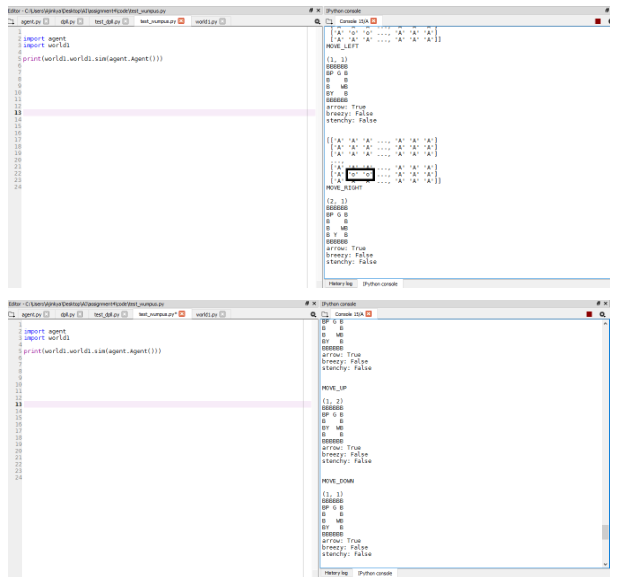 Editor - C:\Users\Ajinkya\Desktop\AI\assignment4\code\test_wumpus.py
IPython console
agent.py dpll.py test_dpll.py test_wumpus.py world1.py
Console 15/A
1
2 import agent
3 import world1
4
5 print(world1.world1.sim(agent.Agent()))
6
7
8
9
10
11
12
13
14
15
16
17
18
19
20
21
22
23
24
['A' 'o' 'o' ..., 'A' 'A' 'A']
['A' 'A' 'A' ..., 'A' 'A' 'A']]
MOVE_LEFT
(1, 1)
BBBBBB
BP G B
B    B
B   WB
BY   B
BBBBBB
arrow: True
breezy: False
stenchy: False
[['A' 'A' 'A' ..., 'A' 'A' 'A']
['A' 'A' 'A' ..., 'A' 'A' 'A']
['A' 'A' 'A' ..., 'A' 'A' 'A']
...,
['A' 'A' 'A' ..., 'A' 'A' 'A']
['A' 'o' 'o' ..., 'A' 'A' 'A']
['A' 'A' 'A' ..., 'A' 'A' 'A']]
MOVE_RIGHT
(2, 1)
BBBBBB
BP G B
B    B
B   WB
B Y  B
BBBBBB
arrow: True
breezy: False
stenchy: False
History log IPython console
Editor - C:\Users\Ajinkya\Desktop\AI\assignment4\code\test_wumpus.py
IPython console
agent.py dpll.py test_dpll.py test_wumpus.py* world1.py
Console 15/A
1
2 import agent
3 import world1
4
5 print(world1.world1.sim(agent.Agent()))
6
7
8
9
10
11
12
13
14
15
16
17
18
19
20
21
22
23
24
BP G B
B    B
B   WB
BY   B
BBBBBB
arrow: True
breezy: False
stenchy: False
MOVE_UP
(1, 2)
BBBBBB
BP G B
B    B
BY  WB
B    B
BBBBBB
arrow: True
breezy: False
stenchy: False
MOVE_DOWN
(1, 1)
BBBBBB
BP G B
B    B
B   WB
BY   B
BBBBBB
arrow: True
breezy: False
stenchy: False
History log IPython console